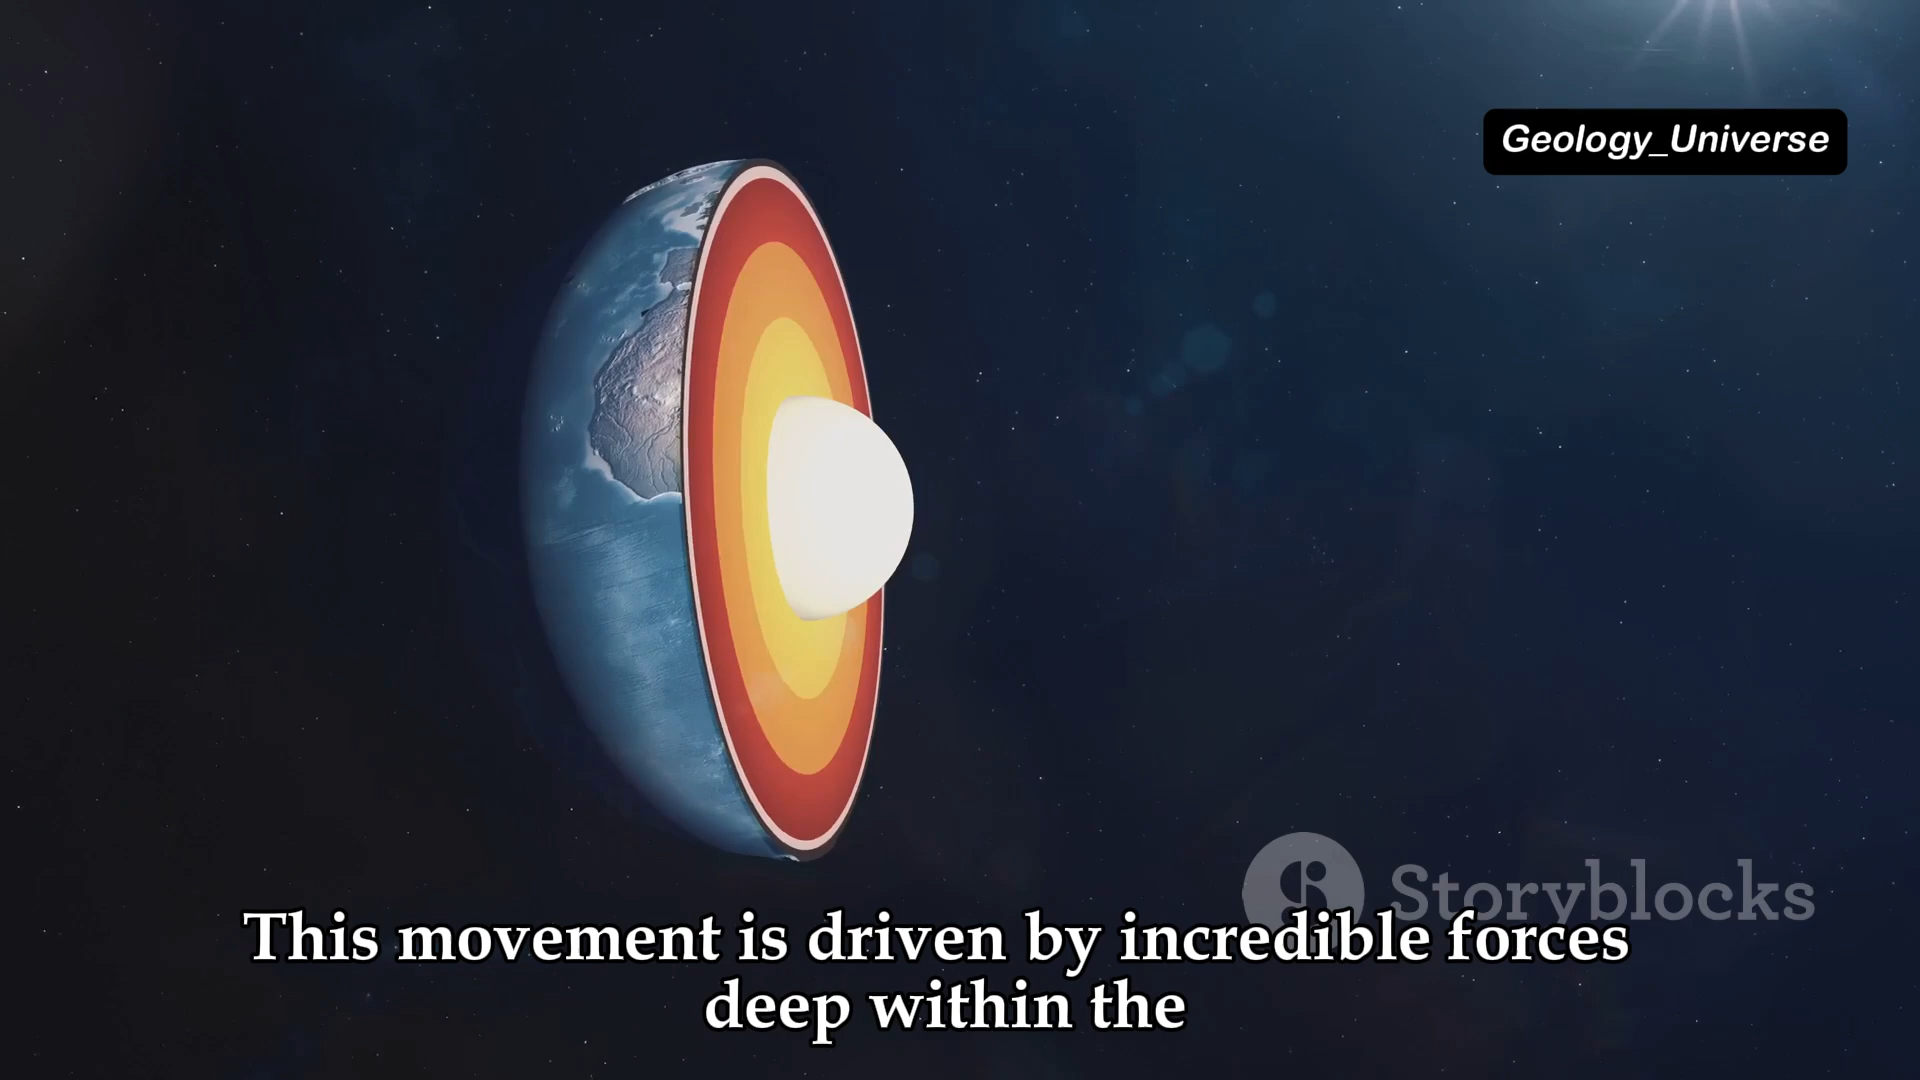 Geology_Universe
Storyblocks
This movement is driven by incredible forces
deep within the